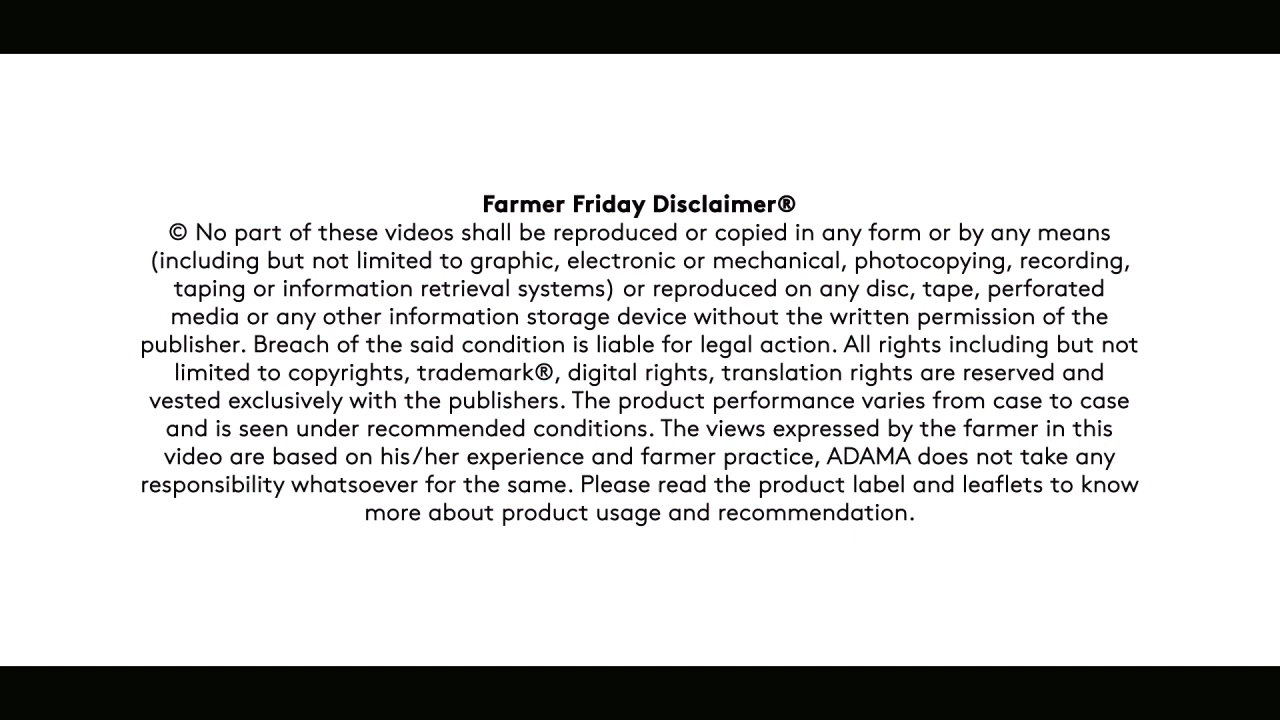 Farmer Friday Disclaimer®
© No part of these videos shall be reproduced or copied in any form or by any means
(including but not limited to graphic, electronic or mechanical, photocopying, recording,
taping or information retrieval systems) or reproduced on any disc, tape, perforated
media or any other information storage device without the written permission of the
publisher. Breach of the said condition is liable for legal action. All rights including but not
limited to copyrights, trademark®, digital rights, translation rights are reserved and
vested exclusively with the publishers. The product performance varies from case to case
and is seen under recommended conditions. The views expressed by the farmer in this
video are based on his/her experience and farmer practice, ADAMA does not take any
responsibility whatsoever for the same. Please read the product label and leaflets to know
more about product usage and recommendation.